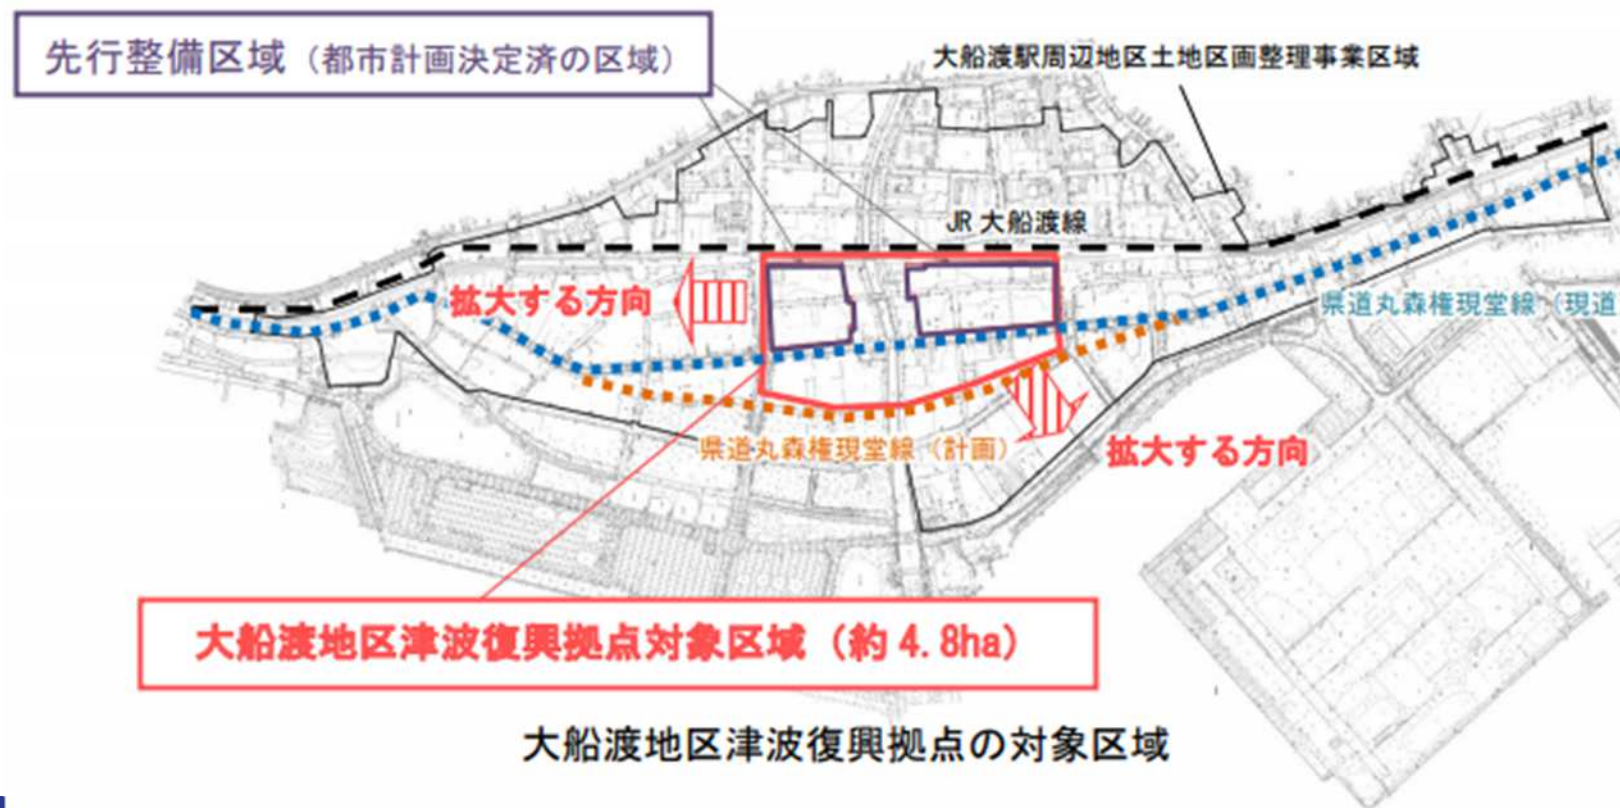 先行整備区域（都市計画決定済の区域）
大船渡駅周辺地区土地区画整理事業区域
JR 大船渡線
拡大する方向
県道丸森権現堂線（現道
県道丸森権現堂線（計画）
拡大する方向
大船渡地区津波復興拠点対象区域（約 4.8ha）
大船渡地区津波復興拠点の対象区域